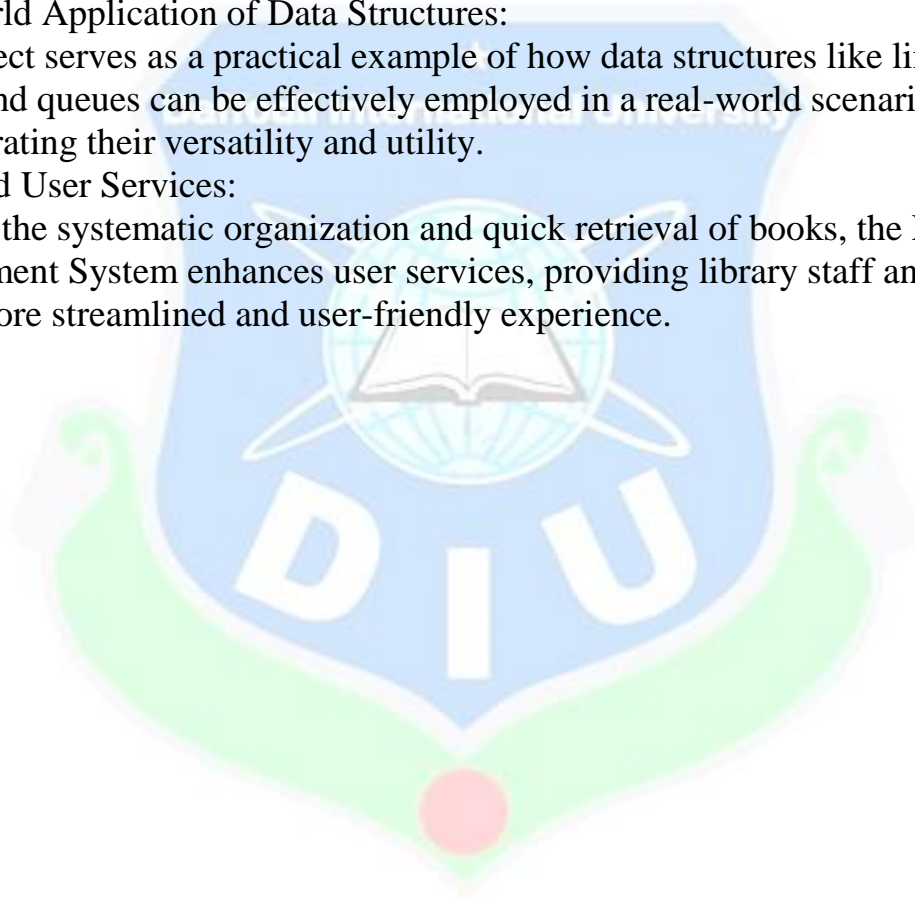 rld Application of Data Structures:
ect serves as a practical example of how data structures like li
nd queues can be effectively employed in a real-world scenari
Daffodil International University
rating their versatility and utility.
d User Services:
the systematic organization and quick retrieval of books, the
ment System enhances user services, providing library staff an
ore streamlined and user-friendly experience.
D I U